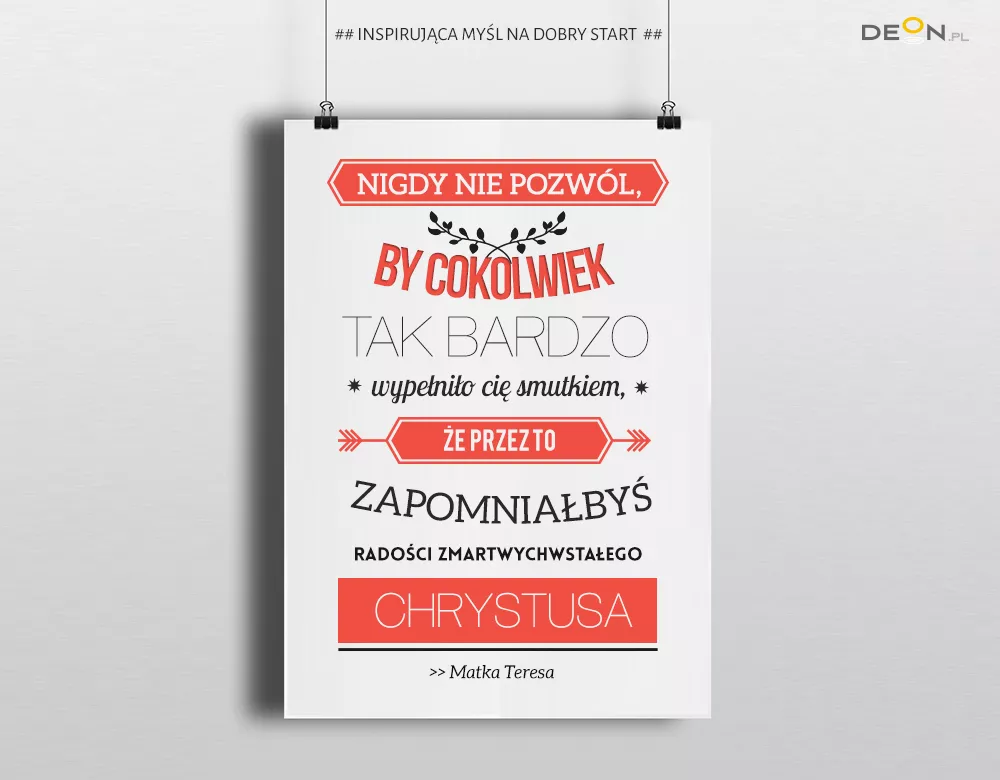 ## INSPIRUJĄCA MYŚL NA DOBRY START ##
DEON.PL
NIGDY NIE POZWÓL,
BY COKOLWIEK
TAK BARDZO
wypełniło cię smutkiem,
ŻE PRZEZ TO
ZAPOMNIAŁBYŚ
RADOŚCI ZMARTWYCHWSTAŁEGO
CHRYSTUSA
>> Matka Teresa